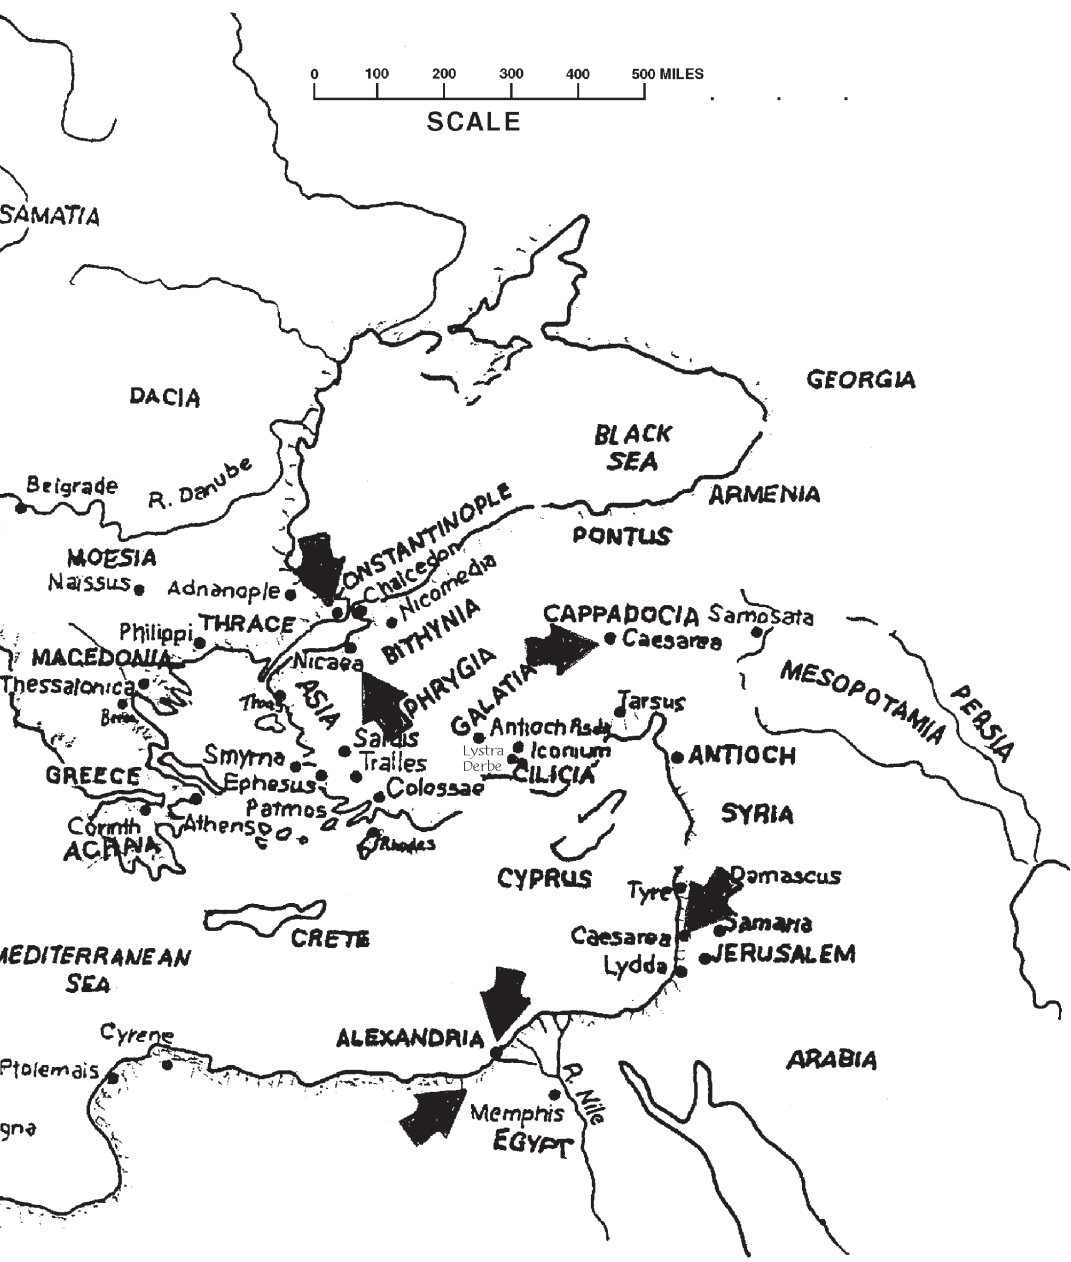 0 100 200 300 400 500 MILES
SCALE
SAMATIA
GEORGIA
DACIA
BLACK
SEA
Belgrade
R. Danube
ARMENIA
PONTUS
MOESIA
ONSTANTINOPLE
Chalcedon
Naissus
Adnanople
Nicomedia
THRACE
BITHYNIA
CAPPADOCIA
Samosata
Philippi
Caesarea
MACEDONIA
Nicaea
PHRYGIA
MESOPOTAMIA
PERSIA
Thessalonica
ASIA
GALATIA
Tarsus
Antioch
Sardis
Lystra
Iconium
ANTIOCH
Smyrna
Tralles
Derbe
CILICIA
GREECE
Ephesus
Colossae
Patmos
SYRIA
Corinth
Athens
ACHAIA
Rhodes
CYPRUS
Tyre
Damascus
CRETE
Caesarea
Samaria
MEDITERRANEAN
SEA
Lydda
JERUSALEM
Cyrene
ALEXANDRIA
ARABIA
Ptolemais
R. Nile
Memphis
gna
EGYPT